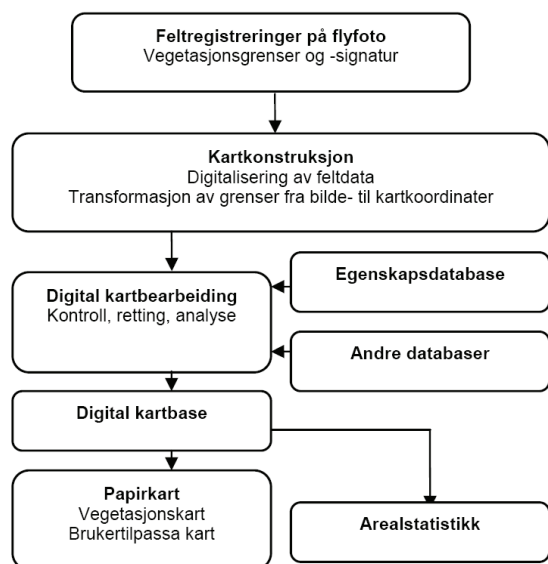 Feltregistreringer på flyfoto
Vegetasjonsgrenser og -signatur
Kartkonstruksjon
Digitalisering av feltdata
Transformasjon av grenser fra bilde- til kartkoordinater
Digital kartbearbeiding
Kontroll, retting, analyse
Egenskapsdatabase
Andre databaser
Digital kartbase
Papirkart
Vegetasjonskart
Brukertilpassa kart
Arealstatistikk